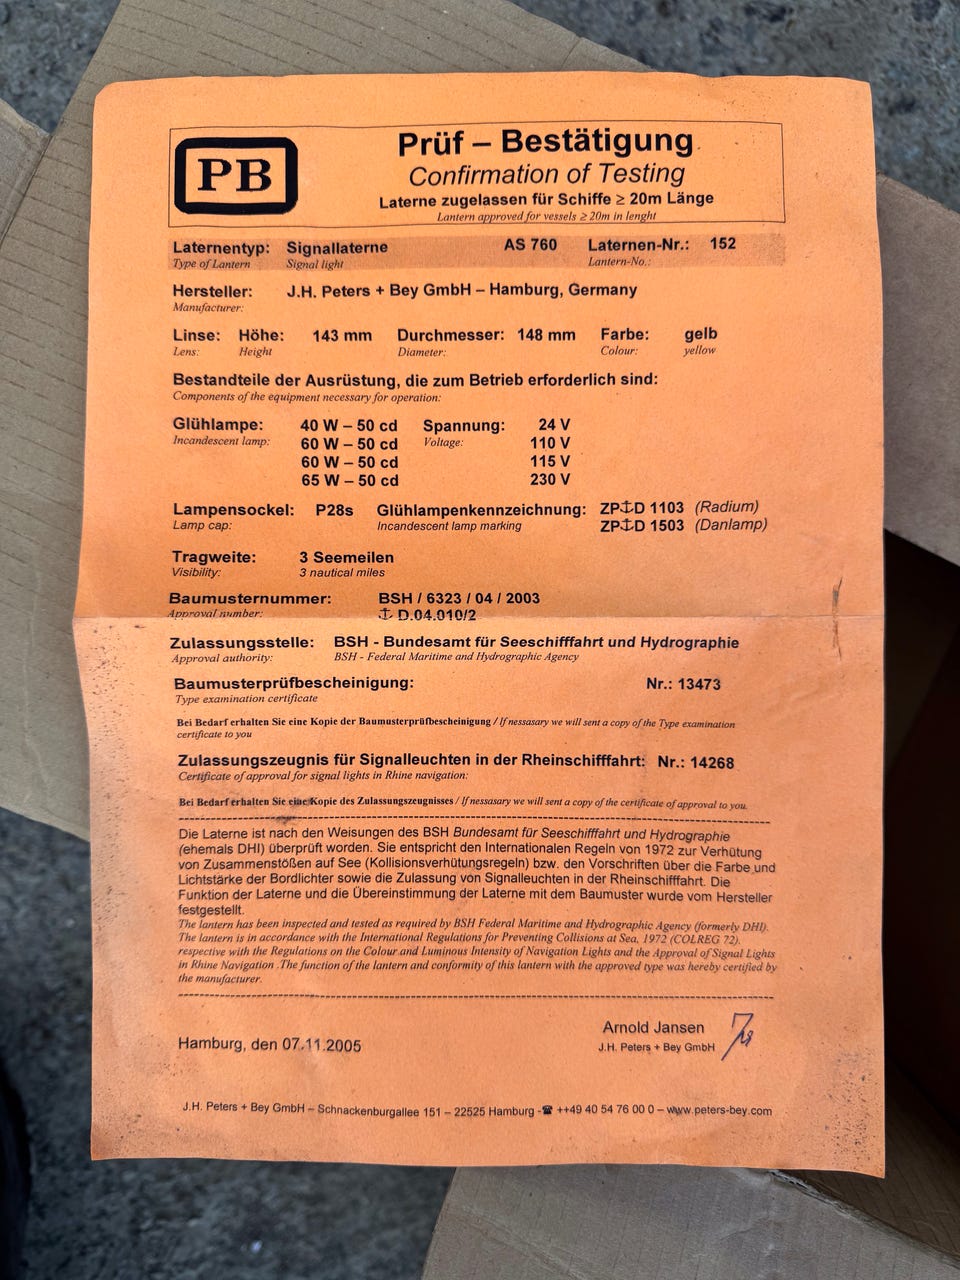 PB
Prüf – Bestätigung
Confirmation of Testing
Laterne zugelassen für Schiffe ≥ 20m Länge
Lantern approved for vessels ≥ 20m in lenght
Laternentyp: Signallaterne AS 760 Laternen-Nr.: 152
Type of Lantern Signal light Lantern-No.:
Hersteller: J.H. Peters + Bey GmbH – Hamburg, Germany
Manufacturer:
Linse: Höhe: 143 mm Durchmesser: 148 mm Farbe: gelb
Lens: Height Diameter: Colour: yellow
Bestandteile der Ausrüstung, die zum Betrieb erforderlich sind:
Components of the equipment necessary for operation:
Glühlampe: 40 W – 50 cd Spannung: 24 V
Incandescent lamp: 60 W – 50 cd Voltage: 110 V
60 W – 50 cd 115 V
65 W – 50 cd 230 V
Lampensockel: P28s Glühlampenkennzeichnung: ZP⚓D 1103 (Radium)
Lamp cap: Incandescent lamp marking ZP⚓D 1503 (Danlamp)
Tragweite: 3 Seemeilen
Visibility: 3 nautical miles
Baumusternummer: BSH / 6323 / 04 / 2003
Approval number: ⚓ D.04.010/2
Zulassungsstelle: BSH - Bundesamt für Seeschifffahrt und Hydrographie
Approval authority: BSH - Federal Maritime and Hydrographic Agency
Baumusterprüfbescheinigung: Nr.: 13473
Type examination certificate
Bei Bedarf erhalten Sie eine Kopie der Baumusterprüfbescheinigung / If nessasary we will sent a copy of the Type examination
certificate to you
Zulassungszeugnis für Signalleuchten in der Rheinschifffahrt: Nr.: 14268
Certificate of approval for signal lights in Rhine navigation:
Bei Bedarf erhalten Sie eine Kopie des Zulassungszeugnisses / If nessasary we will sent a copy of the certificate of approval to you.
Die Laterne ist nach den Weisungen des BSH Bundesamt für Seeschifffahrt und Hydrographie
(ehemals DHI) überprüft worden. Sie entspricht den Internationalen Regeln von 1972 zur Verhütung
von Zusammenstößen auf See (Kollisionsverhütungsregeln) bzw. den Vorschriften über die Farbe und
Lichtstärke der Bordlichter sowie die Zulassung von Signalleuchten in der Rheinschifffahrt. Die
Funktion der Laterne und die Übereinstimmung der Laterne mit dem Baumuster wurde vom Hersteller
festgestellt.
The lantern has been inspected and tested as required by BSH Federal Maritime and Hydrographic Agency (formerly DHI).
The lantern is in accordance with the International Regulations for Preventing Collisions at Sea, 1972 (COLREG 72),
respective with the Regulations on the Colour and Luminous Intensity of Navigation Lights and the Approval of Signal Lights
in Rhine Navigation .The function of the lantern and conformity of this lantern with the approved type was hereby certified by
the manufacturer.
Hamburg, den 07.11.2005
Arnold Jansen
J.H. Peters + Bey GmbH
J.H. Peters + Bey GmbH – Schnackenburgallee 151 – 22525 Hamburg -☎ ++49 40 54 76 00 0 – www.peters-bey.com